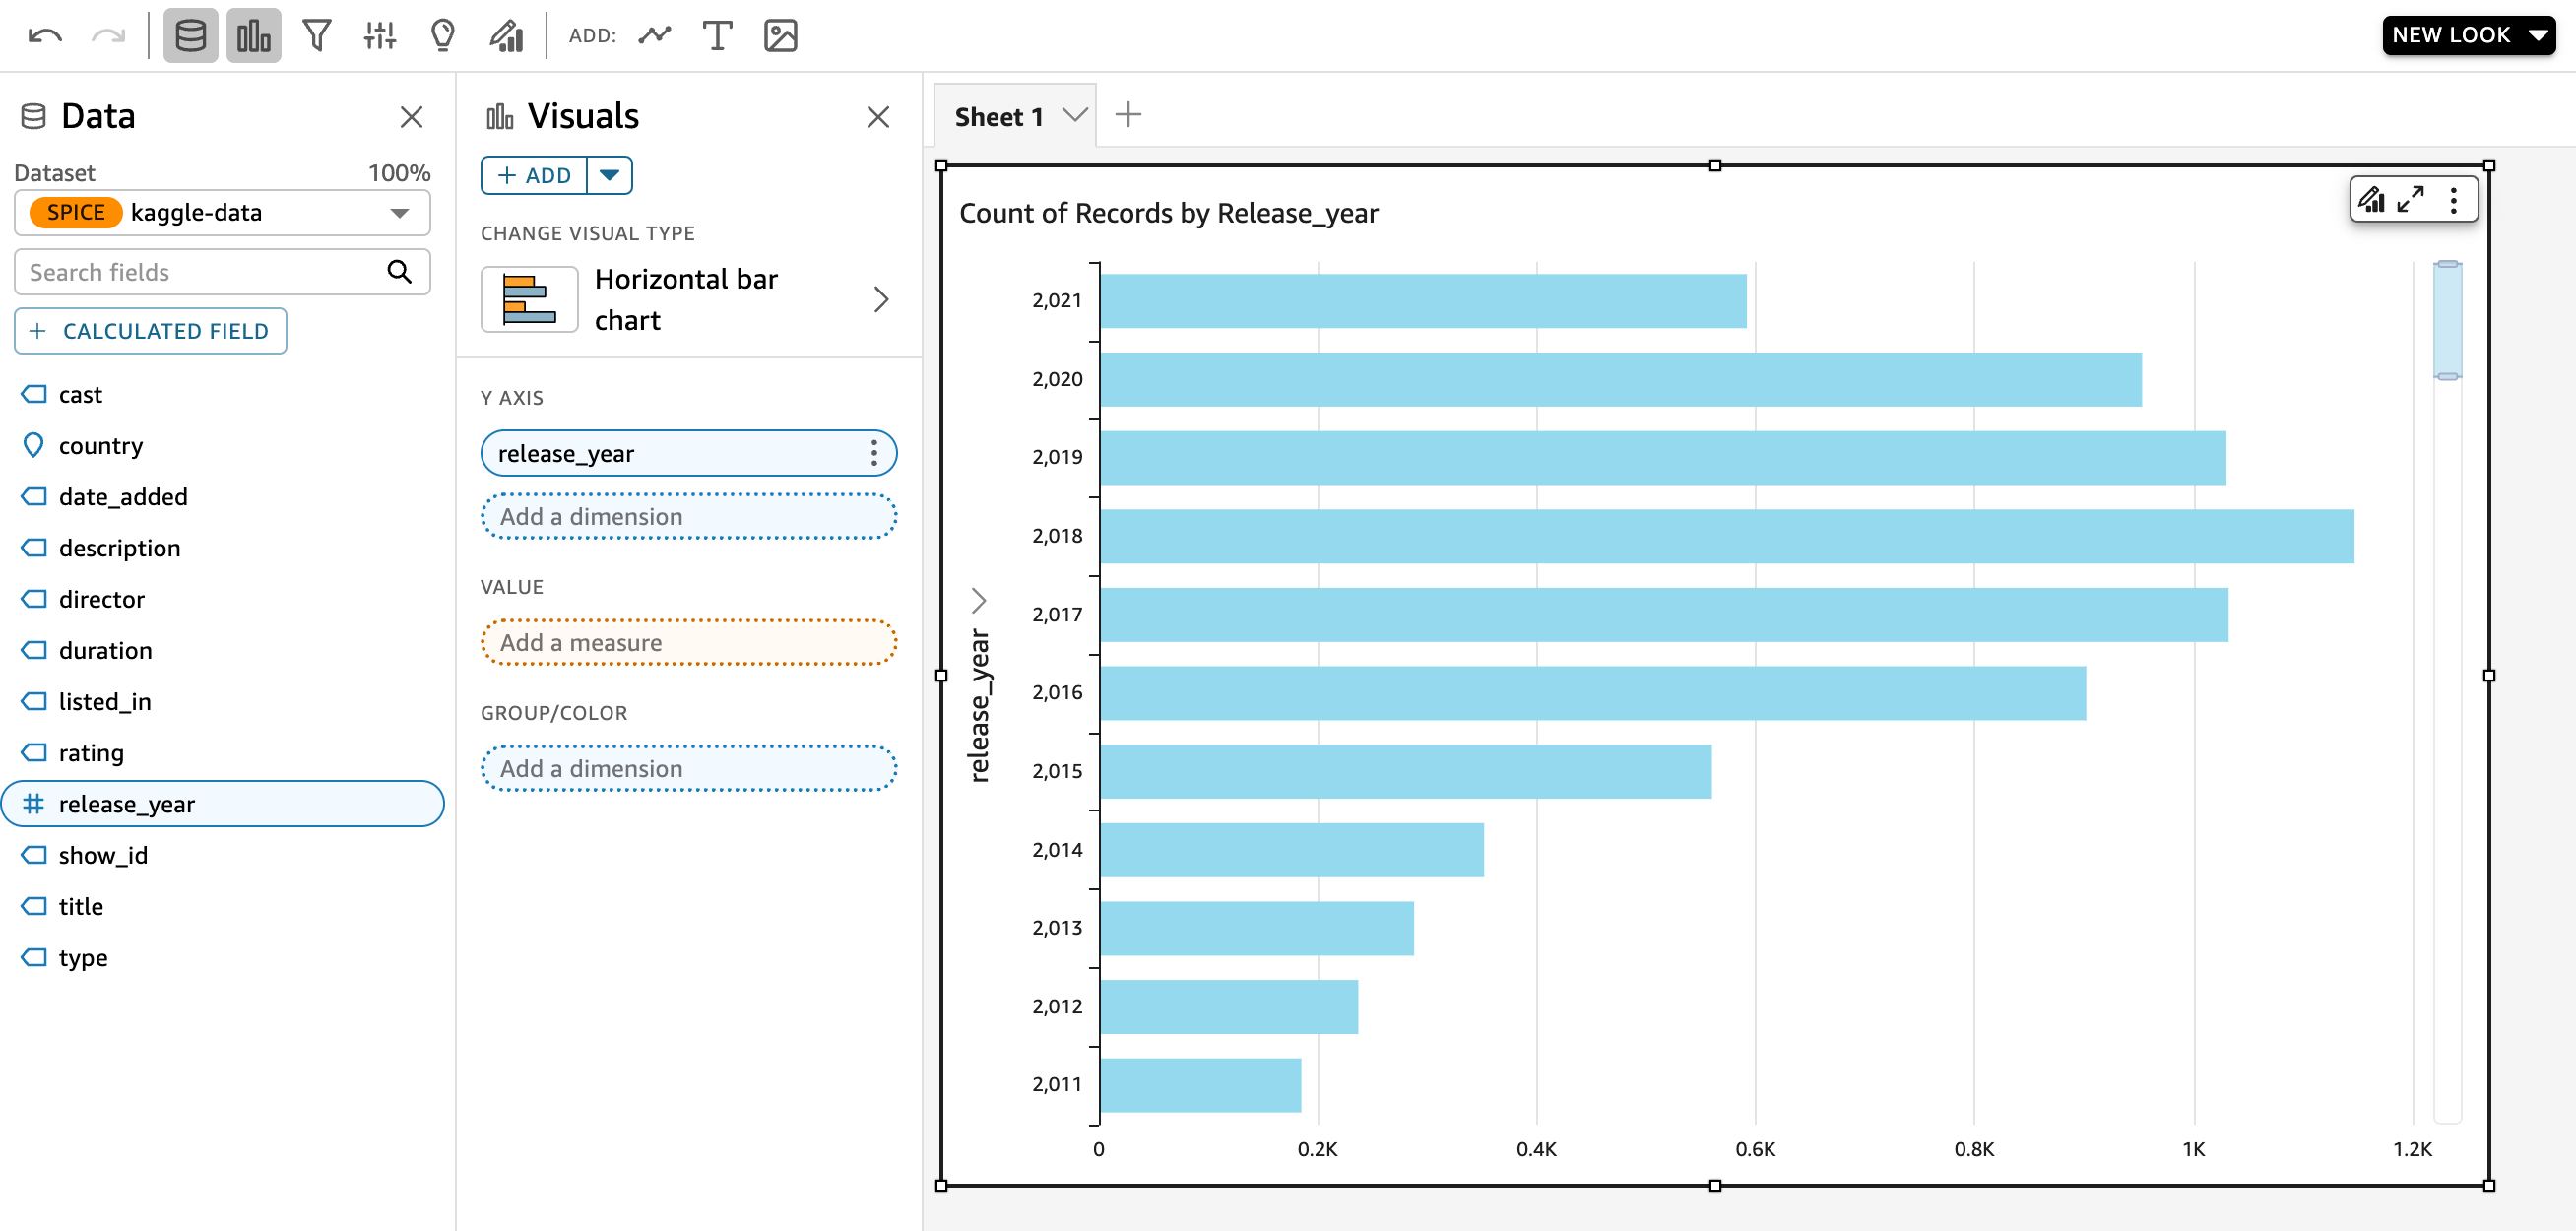 ADD:
NEW LOOK
Data
Dataset 100%
SPICE kaggle-data
Search fields
+ CALCULATED FIELD
cast
country
date_added
description
director
duration
listed_in
rating
# release_year
show_id
title
type
Visuals
+ ADD
CHANGE VISUAL TYPE
Horizontal bar
chart
Y AXIS
release_year
Add a dimension
VALUE
Add a measure
GROUP/COLOR
Add a dimension
Sheet 1
Count of Records by Release_year
release_year
2,021
2,020
2,019
2,018
2,017
2,016
2,015
2,014
2,013
2,012
2,011
0 0.2K 0.4K 0.6K 0.8K 1K 1.2K